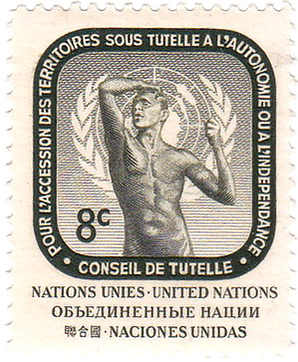 POUR L'ACCESSION DES TERRITOIRES SOUS TUTELLE A L'AUTONOMIE OU A L'INDEPENDANCE
8c
· CONSEIL DE TUTELLE ·
NATIONS UNIES · UNITED NATIONS
ОБЪЕДИНЕННЫЕ НАЦИИ
聯合國 · NACIONES UNIDAS